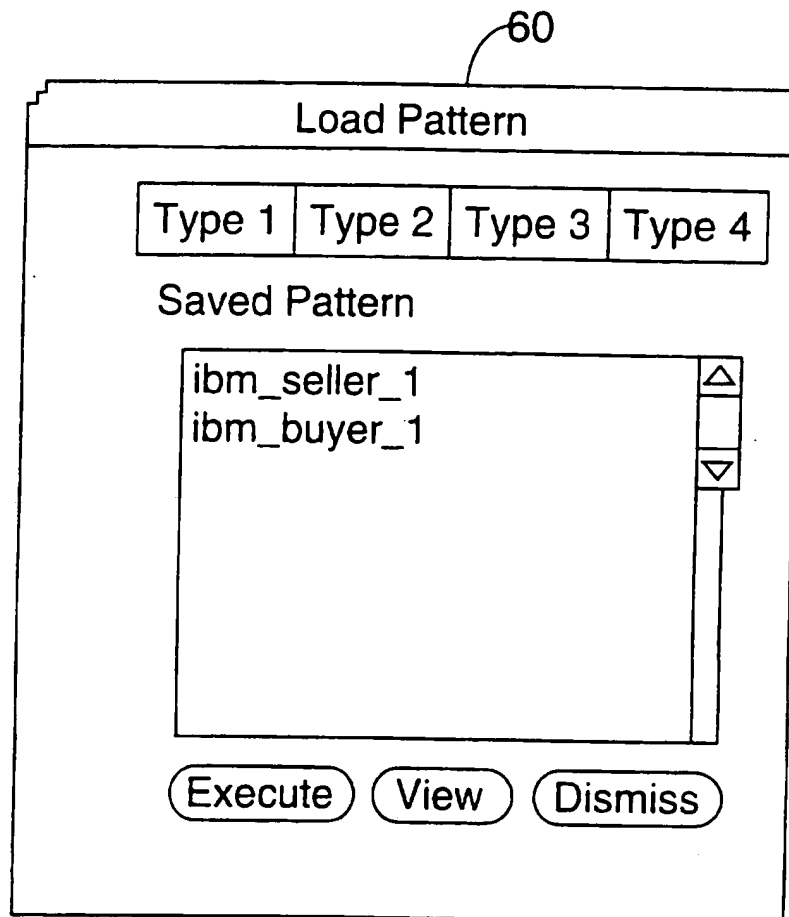 60
Load Pattern
Type 1 Type 2 Type 3 Type 4
Saved Pattern
ibm_seller_1
ibm_buyer_1
Execute View Dismiss